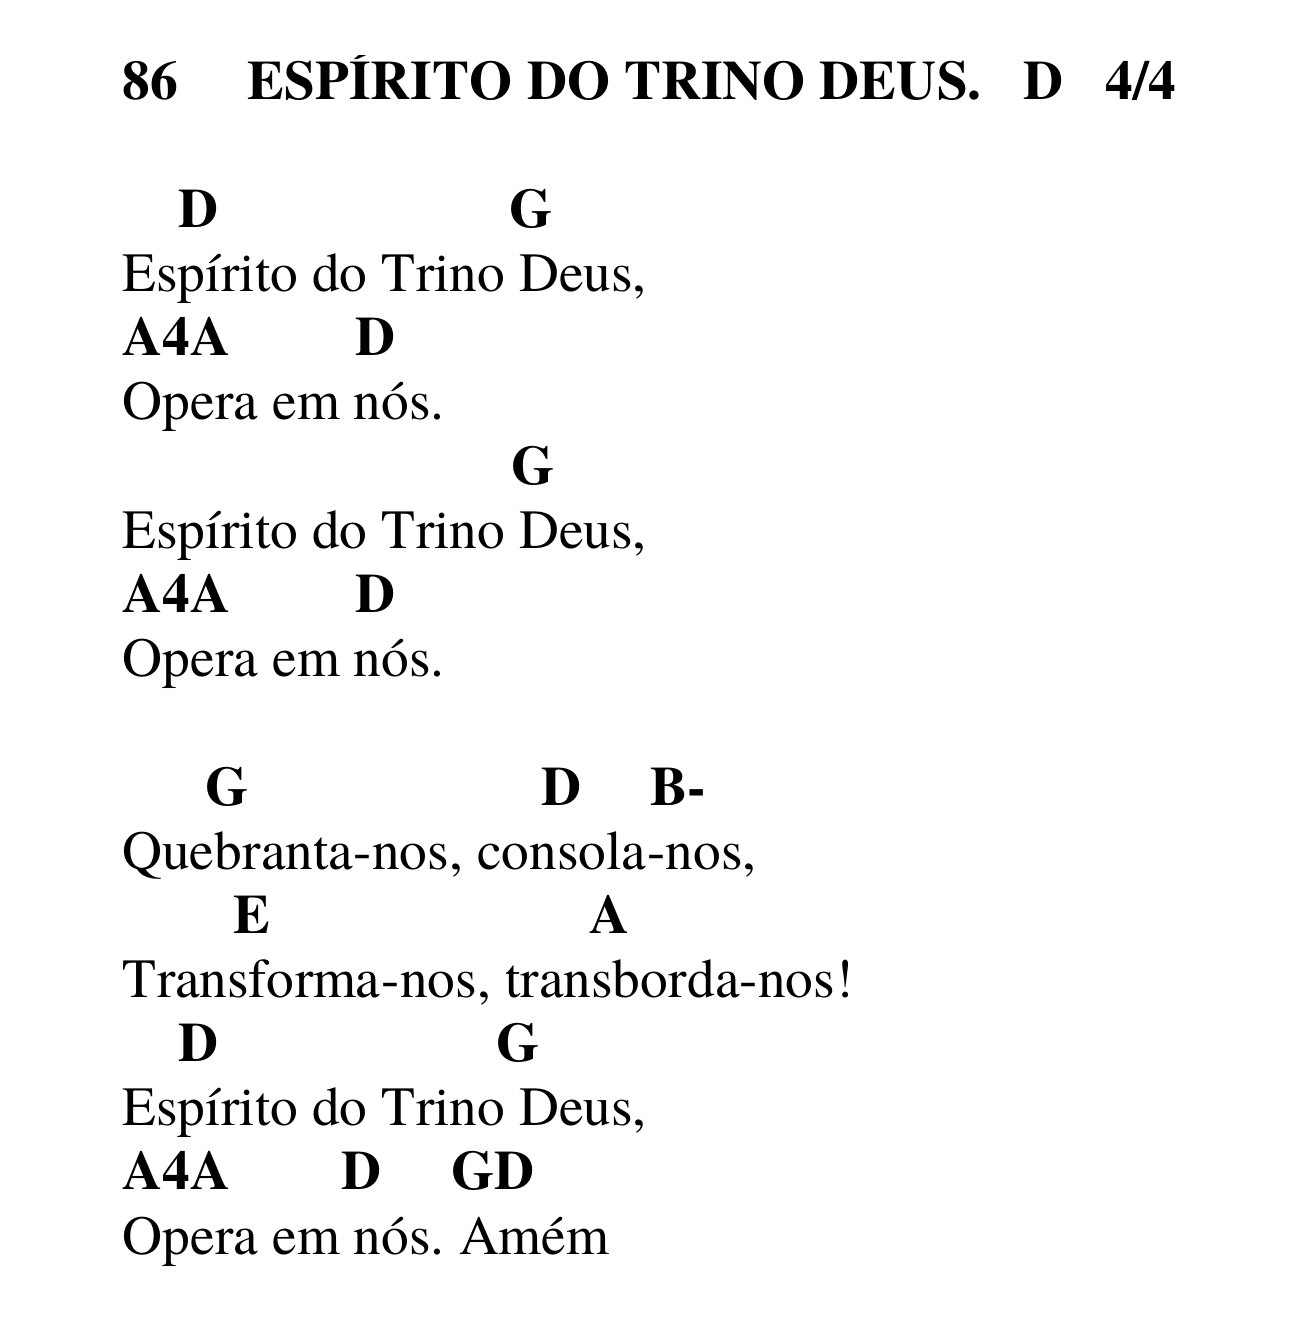 86 ESPÍRITO DO TRINO DEUS. D 4/4
D G
Espírito do Trino Deus,
A4A D
Opera em nós.
G
Espírito do Trino Deus,
A4A D
Opera em nós.
G D B-
Quebranta-nos, consola-nos,
E A
Transforma-nos, transborda-nos!
D G
Espírito do Trino Deus,
A4A D GD
Opera em nós. Amém